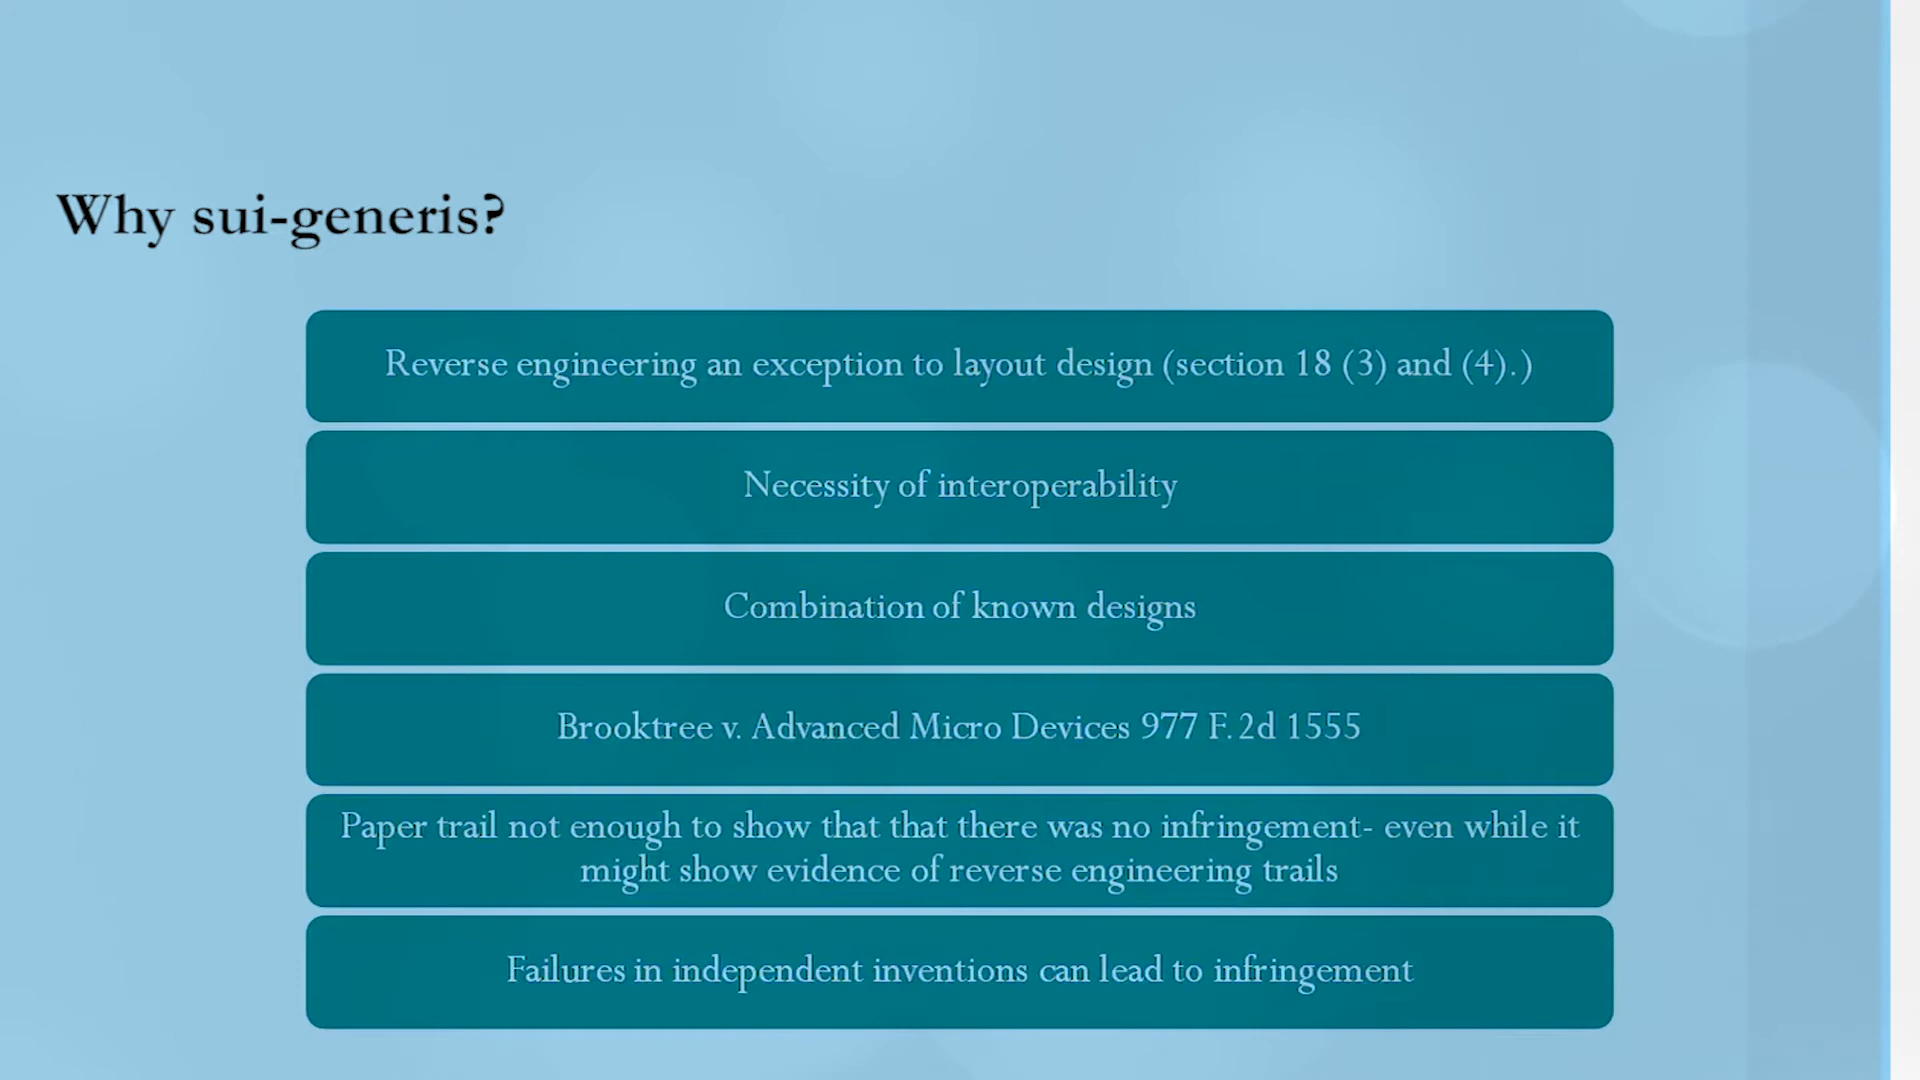 Why sui-generis?
Reverse engineering an exception to layout design (section 18 (3) and (4).)
Necessity of interoperability
Combination of known designs
Brooktree v. Advanced Micro Devices 977 F.2d 1555
Paper trail not enough to show that that there was no infringement- even while it
might show evidence of reverse engineering trails
Failures in independent inventions can lead to infringement